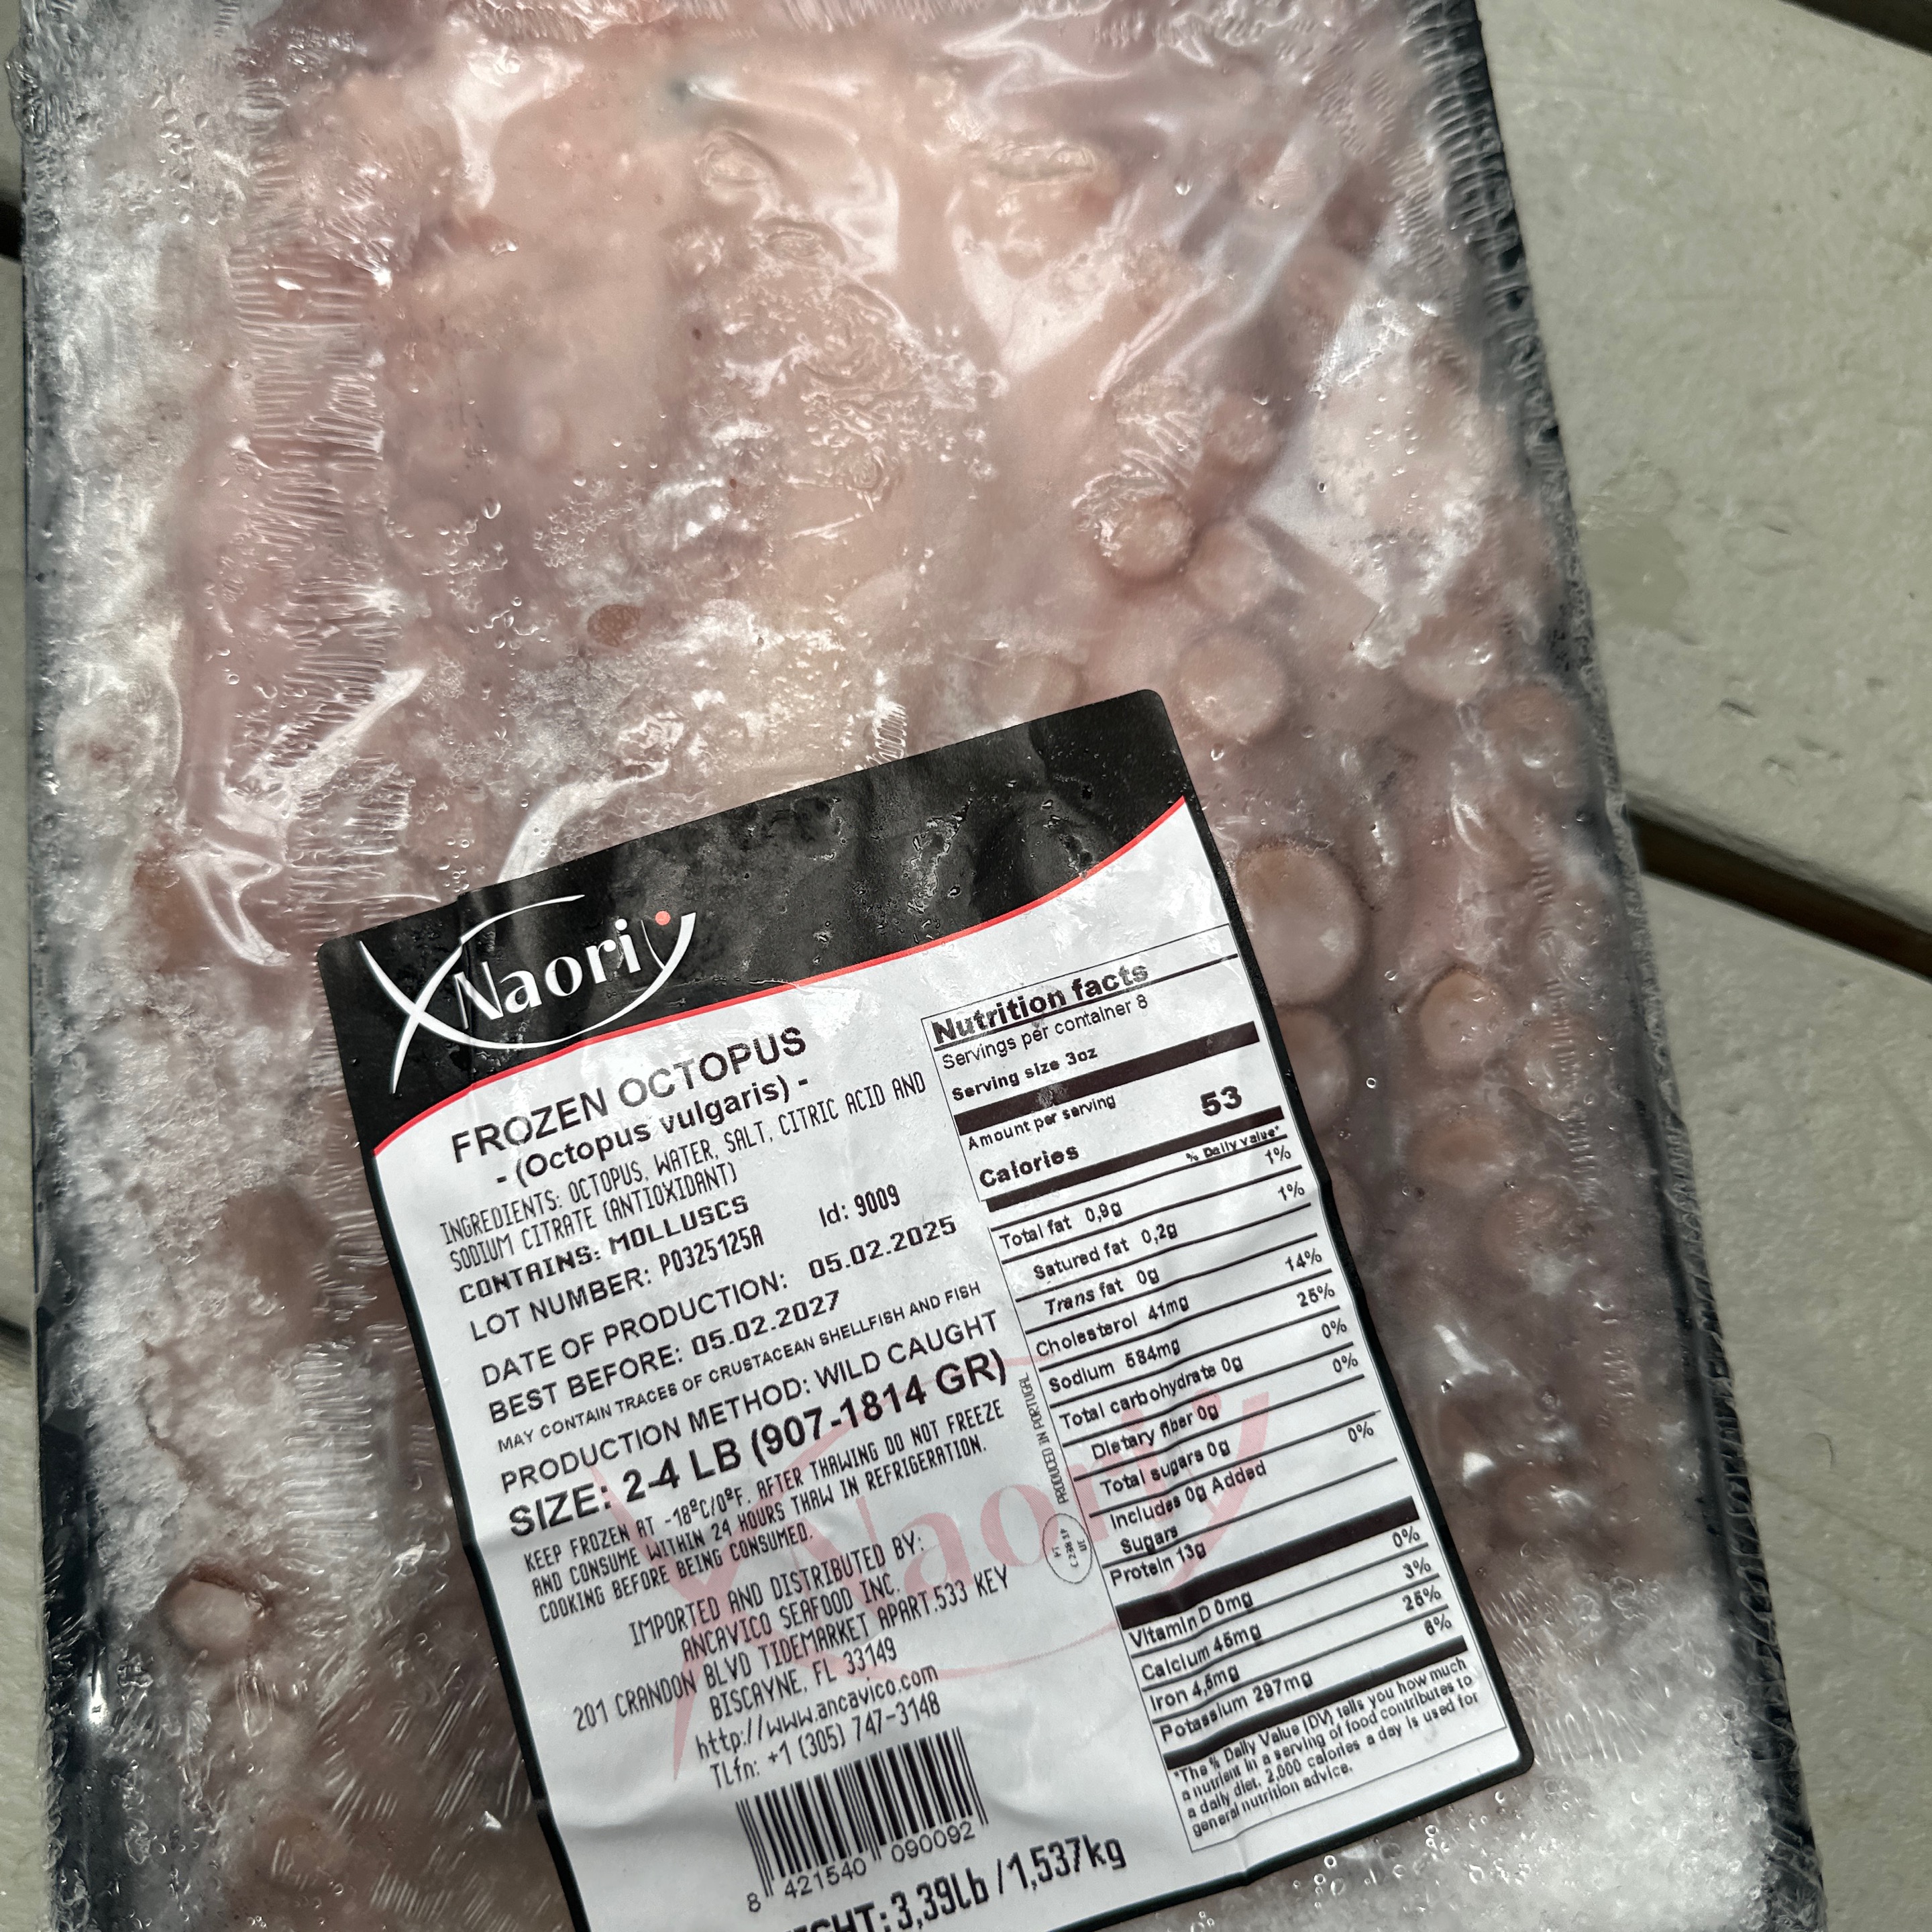 Naori
FROZEN OCTOPUS
- (Octopus vulgaris) -
INGREDIENTS: OCTOPUS, WATER, SALT, CITRIC ACID AND
SODIUM CITRATE (ANTIOXIDANT)
CONTAINS: MOLLUSCS
LOT NUMBER: P0325125A Id: 9009
DATE OF PRODUCTION: 05.02.2025
BEST BEFORE: 05.02.2027
MAY CONTAIN TRACES OF CRUSTACEAN SHELLFISH AND FISH
PRODUCTION METHOD: WILD CAUGHT
SIZE: 2-4 LB (907-1814 GR)
KEEP FROZEN AT -18ºC/0ºF. AFTER THAWING DO NOT FREEZE
AND CONSUME WITHIN 24 HOURS THAW IN REFRIGERATION.
COOKING BEFORE BEING CONSUMED.
IMPORTED AND DISTRIBUTED BY:
ANCAVICO SEAFOOD INC.
201 CRANDON BLVD TIDEMARKET APART.533 KEY
BISCAYNE, FL 33149
http://www.ancavico.com
TLfn: +1 (305) 747-3148
8 421540 090092
3,39Lb /1,537kg
PRODUCED IN PORTUGAL
Nutrition facts
Servings per container 8
Serving size 3oz
Amount per serving
Calories 53
% Daily value*
Total fat 0,9g 1%
Satured fat 0,2g 1%
Trans fat 0g
Cholesterol 41mg 14%
Sodium 584mg 25%
Total carbohydrate 0g 0%
Dietary fiber 0g 0%
Total sugars 0g
Includes 0g Added
Sugars 0%
Protein 13g
Vitamin D 0mg 0%
Calcium 45mg 3%
Iron 4,5mg 25%
Potassium 297mg 6%
*The % Daily Value (DV) tells you how much
a nutrient in a serving of food contributes to
a daily diet. 2,000 calories a day is used for
general nutrition advice.
Naori